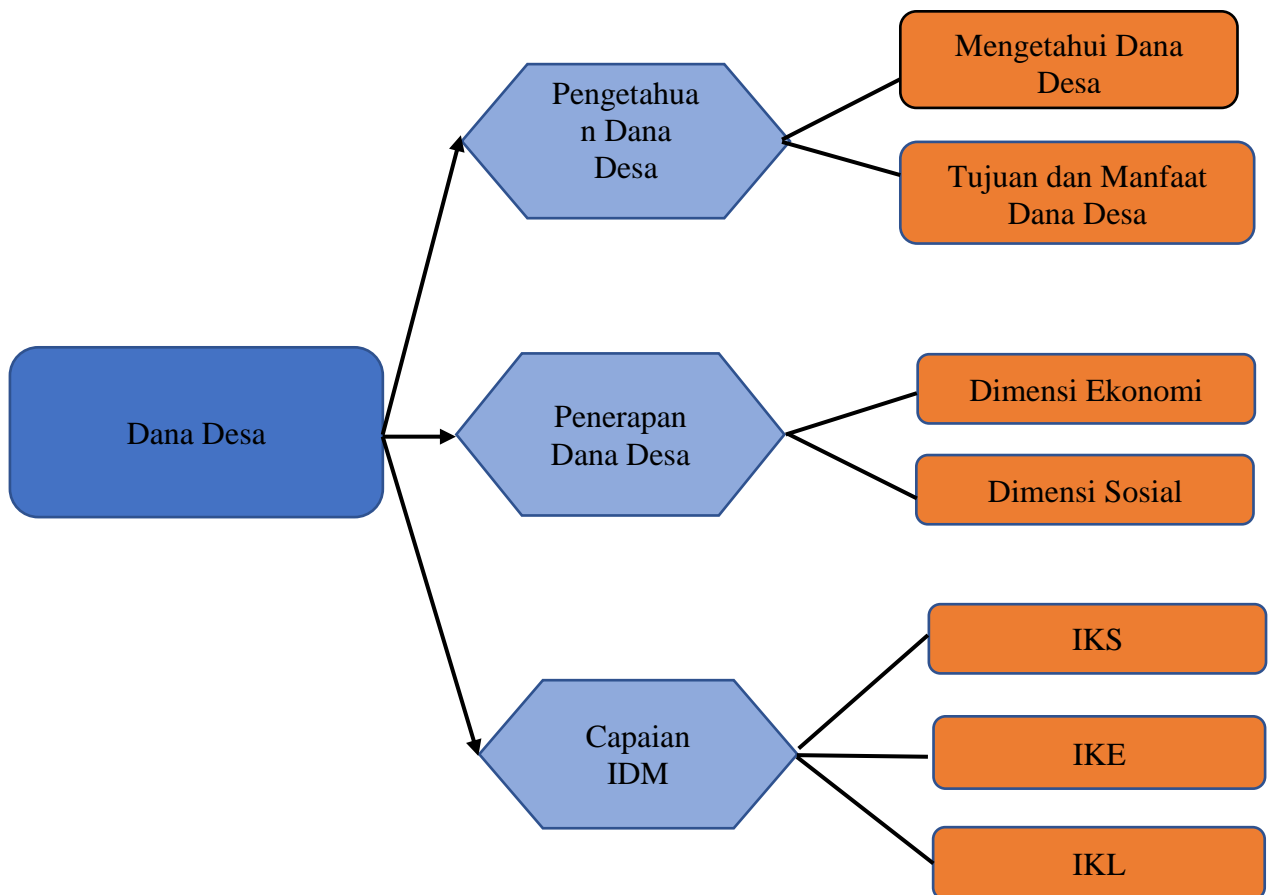 Mengetahui Dana
Desa
Pengetahua
n Dana
Desa
Tujuan dan Manfaat
Dana Desa
Dana Desa
Penerapan
Dana Desa
Dimensi Ekonomi
Dimensi Sosial
Capaian
IDM
IKS
IKE
IKL